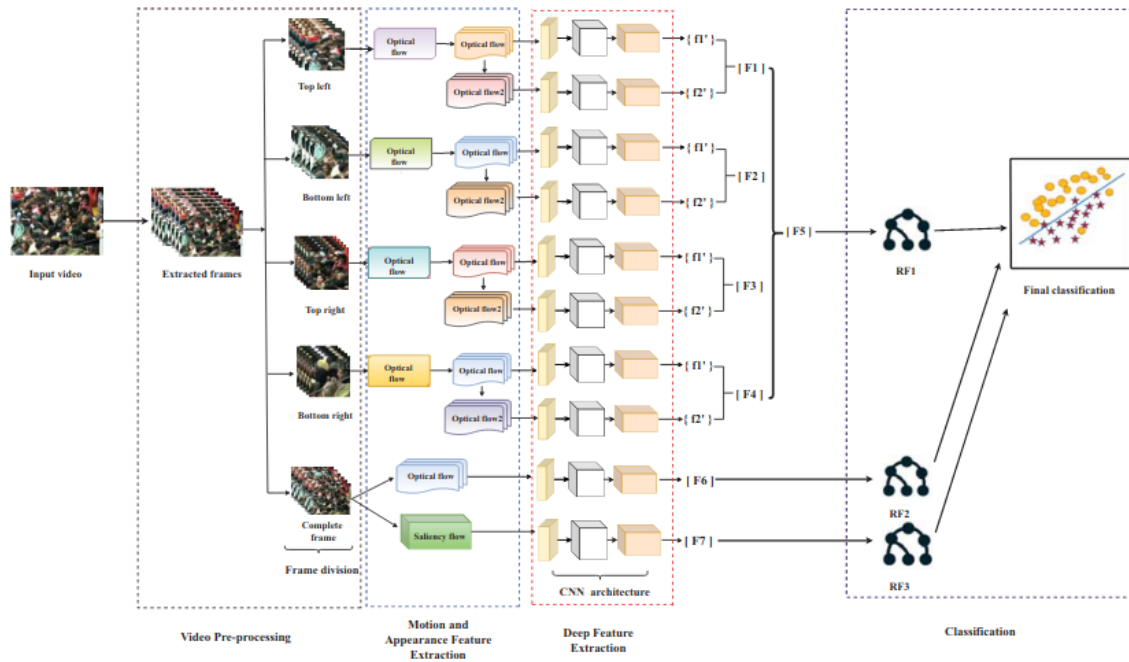 Top left
Optical
flow
Optical flow
Optical flow2
{ f1' }
{ f2' }
[ F1 ]
Bottom left
Optical
flow
Optical flow
Optical flow2
{ f1' }
{ f2' }
[ F2 ]
Input video
Extracted frames
Top right
Optical
flow
Optical flow
Optical flow2
{ f1' }
{ f2' }
[ F3 ]
[ F5 ]
RF1
Final classification
Bottom right
Optical
flow
Optical flow
Optical flow2
{ f1' }
{ f2' }
[ F4 ]
Complete
frame
Frame division
Optical flow
Saliency flow
[ F6 ]
[ F7 ]
RF2
RF3
CNN architecture
Video Pre-processing
Motion and
Appearance Feature
Extraction
Deep Feature
Extraction
Classification